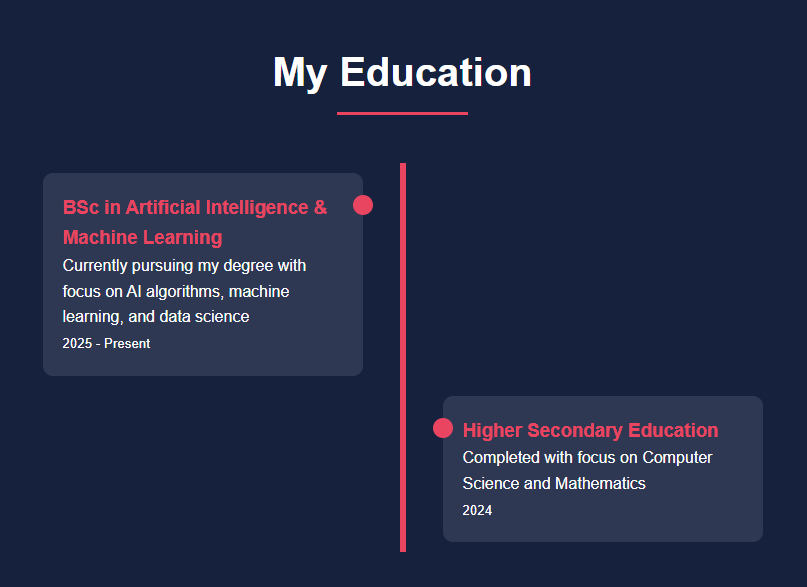 My Education
BSc in Artificial Intelligence &
Machine Learning
Currently pursuing my degree with
focus on AI algorithms, machine
learning, and data science
2025 - Present
Higher Secondary Education
Completed with focus on Computer
Science and Mathematics
2024